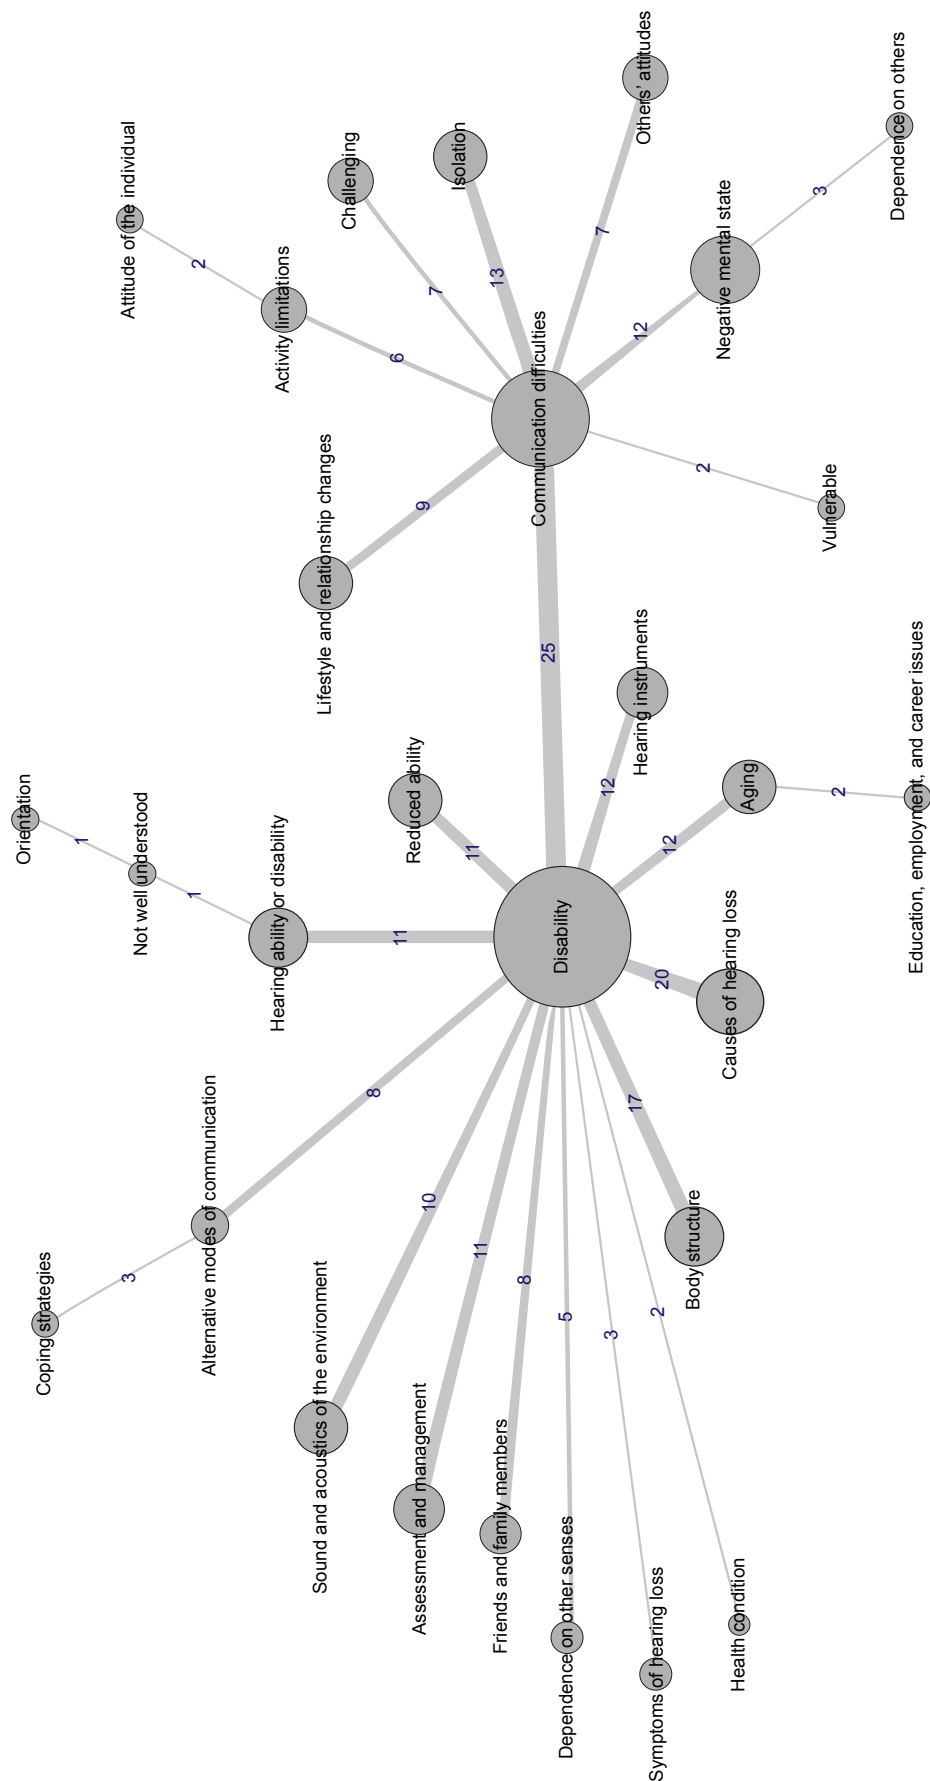 Orientation
1
Not well understood
1
Hearing ability or disability
11
Reduced ability
11
Coping strategies
3
Alternative modes of communication
8
Sound and acoustics of the environment
10
Assessment and management
11
Friends and family members
8
Dependence on other senses
5
Symptoms of hearing loss
3
Health condition
2
Body structure
17
Causes of hearing loss
20
Disability
Aging
12
Education, employment, and career issues
2
Hearing instruments
12
25
Communication difficulties
Lifestyle and relationship changes
9
Attitude of the individual
2
Activity limitations
6
Challenging
7
Isolation
13
Others' attitudes
7
Negative mental state
12
Dependence on others
3
Vulnerable
2